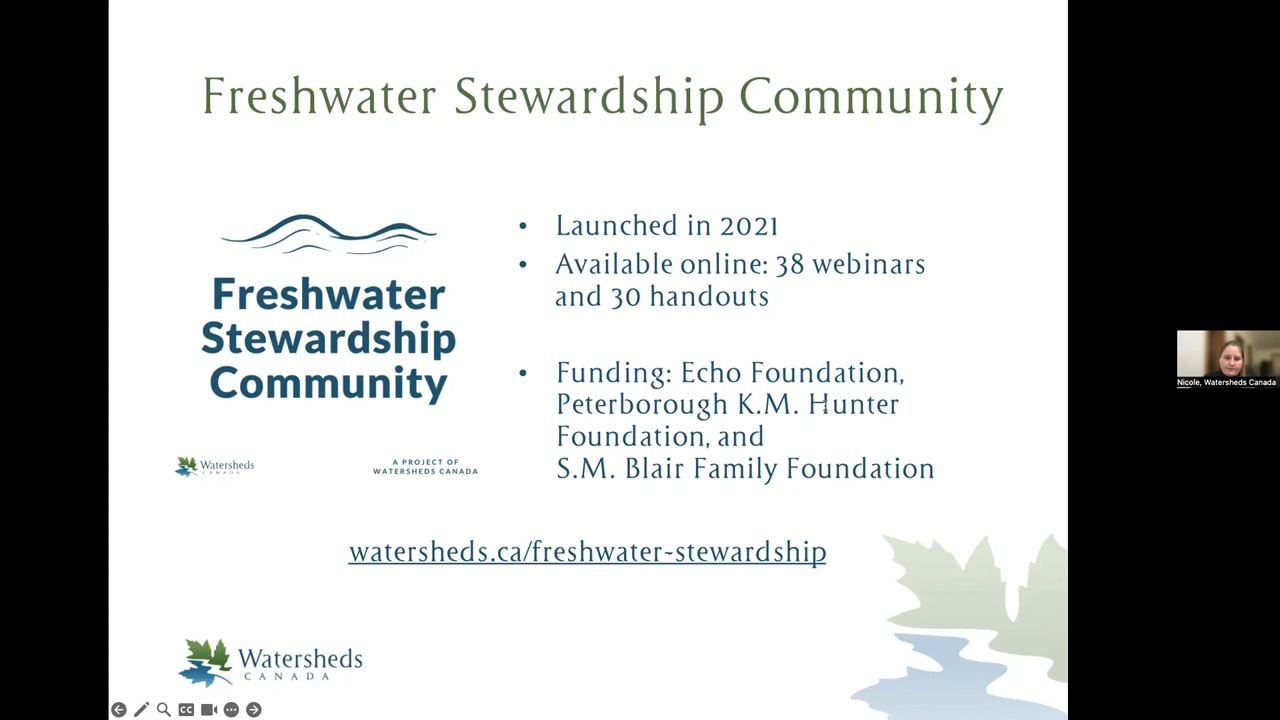 Freshwater Stewardship Community
Freshwater
Stewardship
Community
Watersheds
CANADA
A PROJECT OF
WATERSHEDS CANADA
• Launched in 2021
• Available online: 38 webinars
and 30 handouts
• Funding: Echo Foundation,
Peterborough K.M. Hunter
Foundation, and
S.M. Blair Family Foundation
watersheds.ca/freshwater-stewardship
Watersheds
CANADA
CC
Nicole, Watersheds Canada